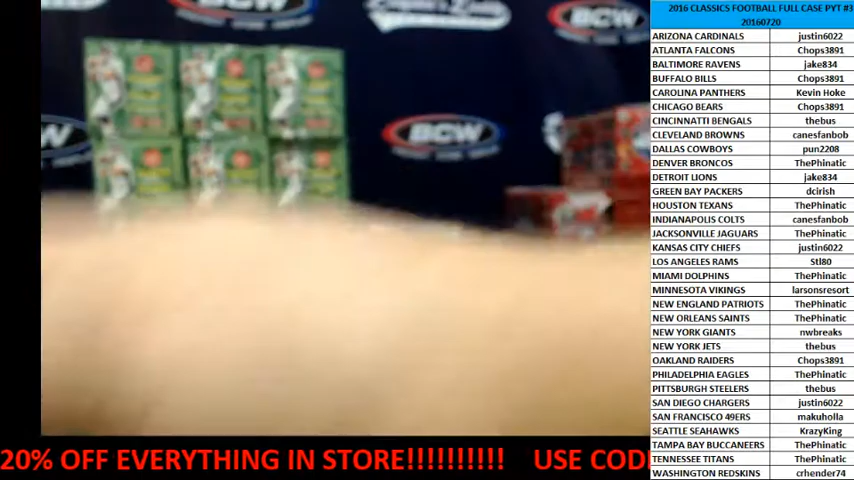 BCW
BCW
BCW
2016 CLASSICS FOOTBALL FULL CASE PYT #3
20160720
ARIZONA CARDINALS justin6022
ATLANTA FALCONS Chops3891
BALTIMORE RAVENS jake834
BUFFALO BILLS Chops3891
CAROLINA PANTHERS Kevin Hoke
CHICAGO BEARS Chops3891
CINCINNATI BENGALS thebus
CLEVELAND BROWNS canesfanbob
DALLAS COWBOYS pun2208
DENVER BRONCOS ThePhinatic
DETROIT LIONS jake834
GREEN BAY PACKERS dcirish
HOUSTON TEXANS ThePhinatic
INDIANAPOLIS COLTS canesfanbob
JACKSONVILLE JAGUARS ThePhinatic
KANSAS CITY CHIEFS justin6022
LOS ANGELES RAMS Stl80
MIAMI DOLPHINS ThePhinatic
MINNESOTA VIKINGS larsonsresort
NEW ENGLAND PATRIOTS ThePhinatic
NEW ORLEANS SAINTS ThePhinatic
NEW YORK GIANTS nwbreaks
NEW YORK JETS thebus
OAKLAND RAIDERS Chops3891
PHILADELPHIA EAGLES ThePhinatic
PITTSBURGH STEELERS thebus
SAN DIEGO CHARGERS justin6022
SAN FRANCISCO 49ERS makuholla
SEATTLE SEAHAWKS KrazyKing
TAMPA BAY BUCCANEERS ThePhinatic
TENNESSEE TITANS ThePhinatic
WASHINGTON REDSKINS crhender74
20% OFF EVERYTHING IN STORE!!!!!!!!!! USE COD